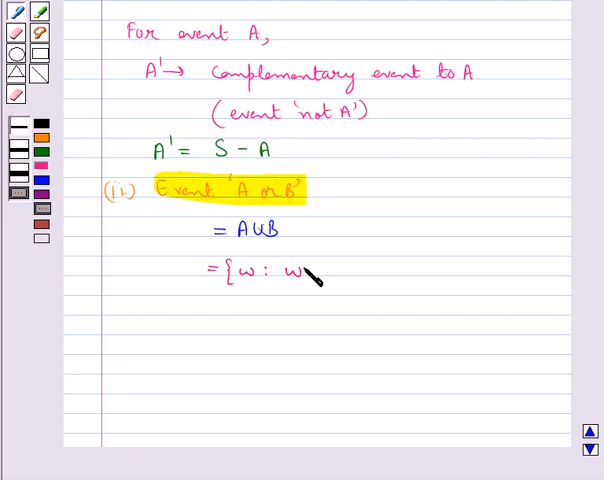 For event A,
A' → Complementary event to A
(event 'not A')
A' = S - A
(ii) Event 'A or B'
= A∪B
= { w : w